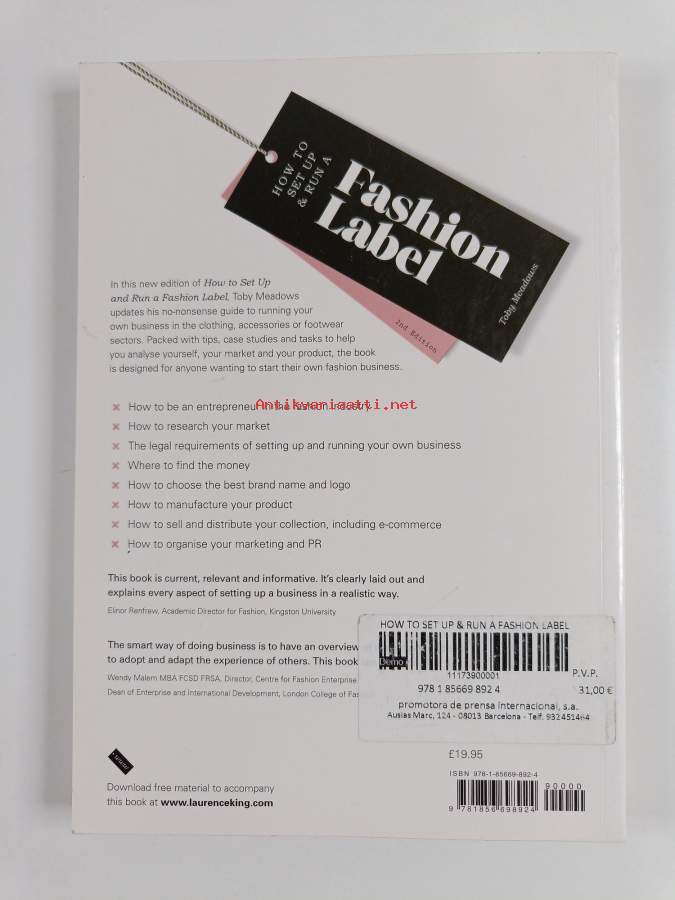 HOW TO
SET UP
& RUN A
Fashion
Label
Toby Meadows
2nd Edition
In this new edition of How to Set Up
and Run a Fashion Label, Toby Meadows
updates his no-nonsense guide to running your
own business in the clothing, accessories or footwear
sectors. Packed with tips, case studies and tasks to help
you analyse yourself, your market and your product, the book
is designed for anyone wanting to start their own fashion business.
Antikvariaatti.net
How to be an entrepreneur in the fashion industry
How to research your market
The legal requirements of setting up and running your own business
Where to find the money
How to choose the best brand name and logo
How to manufacture your product
How to sell and distribute your collection, including e-commerce
How to organise your marketing and PR
This book is current, relevant and informative. It's clearly laid out and
explains every aspect of setting up a business in a realistic way.
Elinor Renfrew, Academic Director for Fashion, Kingston University
The smart way of doing business is to have an overview
to adopt and adapt the experience of others. This book
Wendy Malem MBA FCSD FRSA, Director, Centre for Fashion Enterprise
Dean of Enterprise and International Development, London College of
HOW TO SET UP & RUN A FASHION LABEL
Demo
11173900001
P.V.P.
978 1 85669 892 4
31,00 €
promotora de prensa internacional, s.a.
Ausias Marc, 124 - 08013 Barcelona - Telf. 932451464
£19.95
ISBN 978-1-85669-892-4
90000
9 781856 698924
Download free material to accompany
this book at www.laurenceking.com